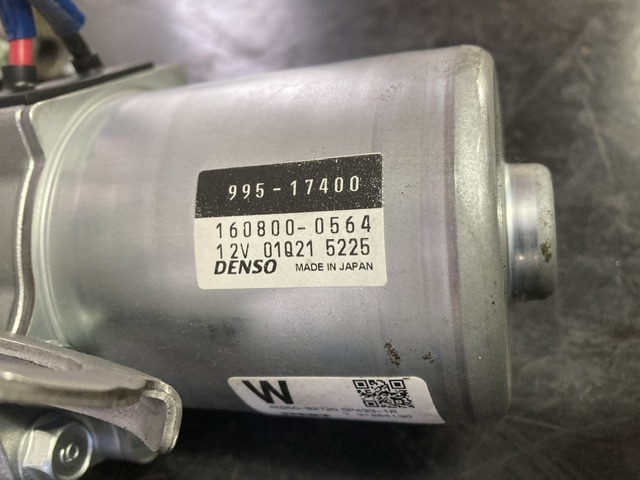 995-17400
160800-0564
12V 01Q21 5225
DENSO MADE IN JAPAN
W